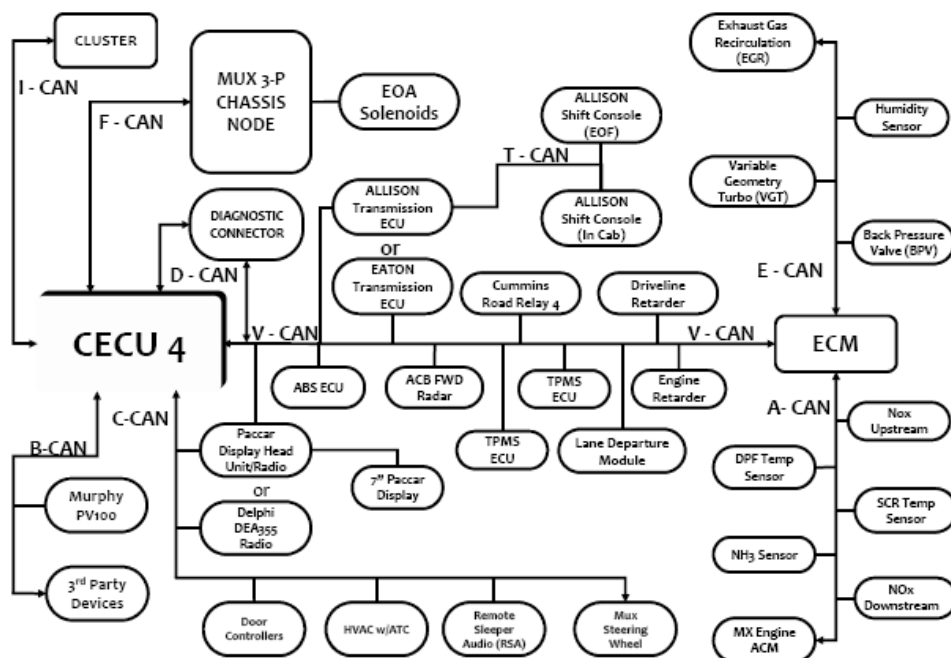 CLUSTER
I - CAN
MUX 3-P
CHASSIS
NODE
F - CAN
EOA
Solenoids
DIAGNOSTIC
CONNECTOR
D - CAN
ALLISON
Transmission
ECU
or
EATON
Transmission
ECU
T - CAN
ALLISON
Shift Console
(EOF)
ALLISON
Shift Console
(In Cab)
Exhaust Gas
Recirculation
(EGR)
Humidity
Sensor
Variable
Geometry
Turbo (VGT)
Back Pressure
Valve (BPV)
E - CAN
CECU 4
V - CAN
Cummins
Road Relay 4
Driveline
Retarder
V - CAN
ECM
ABS ECU
ACB FWD
Radar
TPMS
ECU
TPMS
ECU
Lane Departure
Module
Engine
Retarder
A- CAN
Nox
Upstream
DPF Temp
Sensor
SCR Temp
Sensor
NH3 Sensor
NOx
Downstream
MX Engine
ACM
B-CAN
Murphy
PV100
3rd Party
Devices
C-CAN
Paccar
Display Head
Unit/Radio
or
Delphi
DEA355
Radio
7" Paccar
Display
Door
Controllers
HVAC w/ATC
Remote
Sleeper
Audio (RSA)
Mux
Steering
Wheel